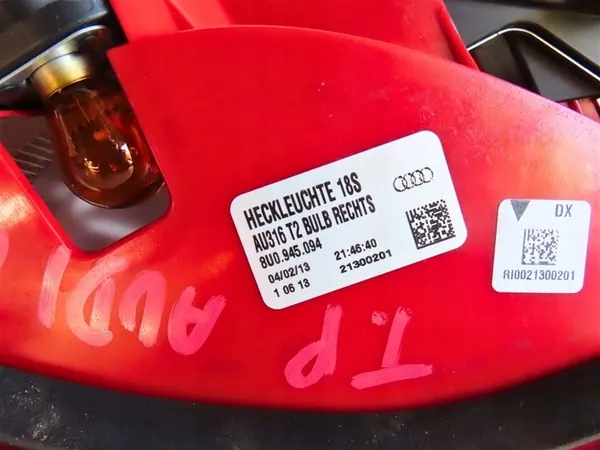 HECKLEUCHTE 18S
AU316 T2 BULB RECHTS
8U0.945.094
04/02/13 21:46:40
1 06 13 21300201
DX
RI0021300201
AUDI
T.P